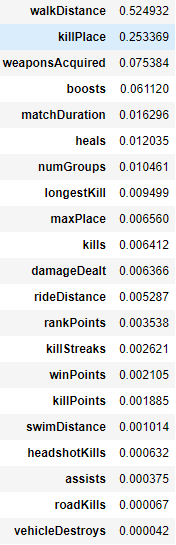 walkDistance 0.524932
killPlace 0.253369
weaponsAcquired 0.075384
boosts 0.061120
matchDuration 0.016296
heals 0.012035
numGroups 0.010461
longestKill 0.009499
maxPlace 0.006560
kills 0.006412
damageDealt 0.006366
rideDistance 0.005287
rankPoints 0.003538
killStreaks 0.002621
winPoints 0.002105
killPoints 0.001885
swimDistance 0.001014
headshotKills 0.000632
assists 0.000375
roadKills 0.000067
vehicleDestroys 0.000042